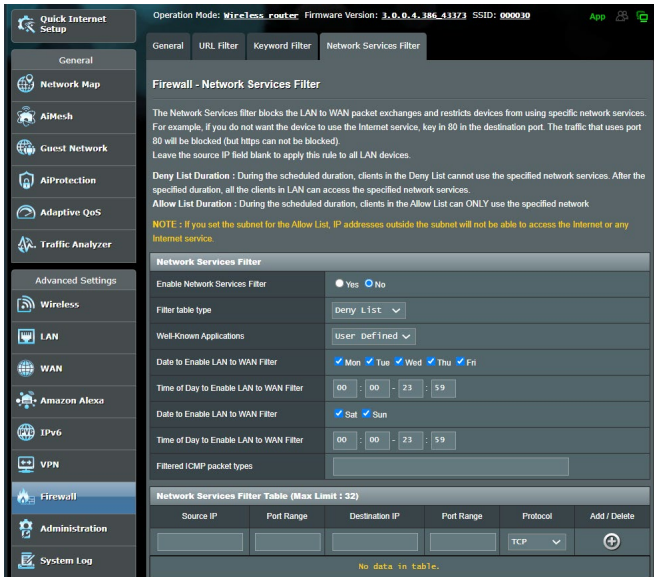 Quick Internet
Setup
General
Network Map
AiMesh
Guest Network
AiProtection
Adaptive QoS
Traffic Analyzer
Advanced Settings
Wireless
LAN
WAN
Amazon Alexa
IPv6
VPN
Firewall
Administration
System Log
Operation Mode: Wireless router Firmware Version: 3.0.0.4.386_43373 SSID: 000030 App
General URL Filter Keyword Filter Network Services Filter
Firewall - Network Services Filter
The Network Services filter blocks the LAN to WAN packet exchanges and restricts devices from using specific network services.
For example, if you do not want the device to use the Internet service, key in 80 in the destination port. The traffic that uses port
80 will be blocked (but https can not be blocked).
Leave the source IP field blank to apply this rule to all LAN devices.
Deny List Duration : During the scheduled duration, clients in the Deny List cannot use the specified network services. After the
specified duration, all the clients in LAN can access the specified network services.
Allow List Duration : During the scheduled duration, clients in the Allow List can ONLY use the specified network
NOTE : If you set the subnet for the Allow List, IP addresses outside the subnet will not be able to access the Internet or any
Internet service.
Network Services Filter
Enable Network Services Filter Yes No
Filter table type Deny List
Well-Known Applications User Defined
Date to Enable LAN to WAN Filter Mon Tue Wed Thu Fri
Time of Day to Enable LAN to WAN Filter 00 : 00 - 23 : 59
Date to Enable LAN to WAN Filter Sat Sun
Time of Day to Enable LAN to WAN Filter 00 : 00 - 23 : 59
Filtered ICMP packet types
Network Services Filter Table (Max Limit : 32)
Source IP Port Range Destination IP Port Range Protocol Add / Delete
TCP
No data in table.